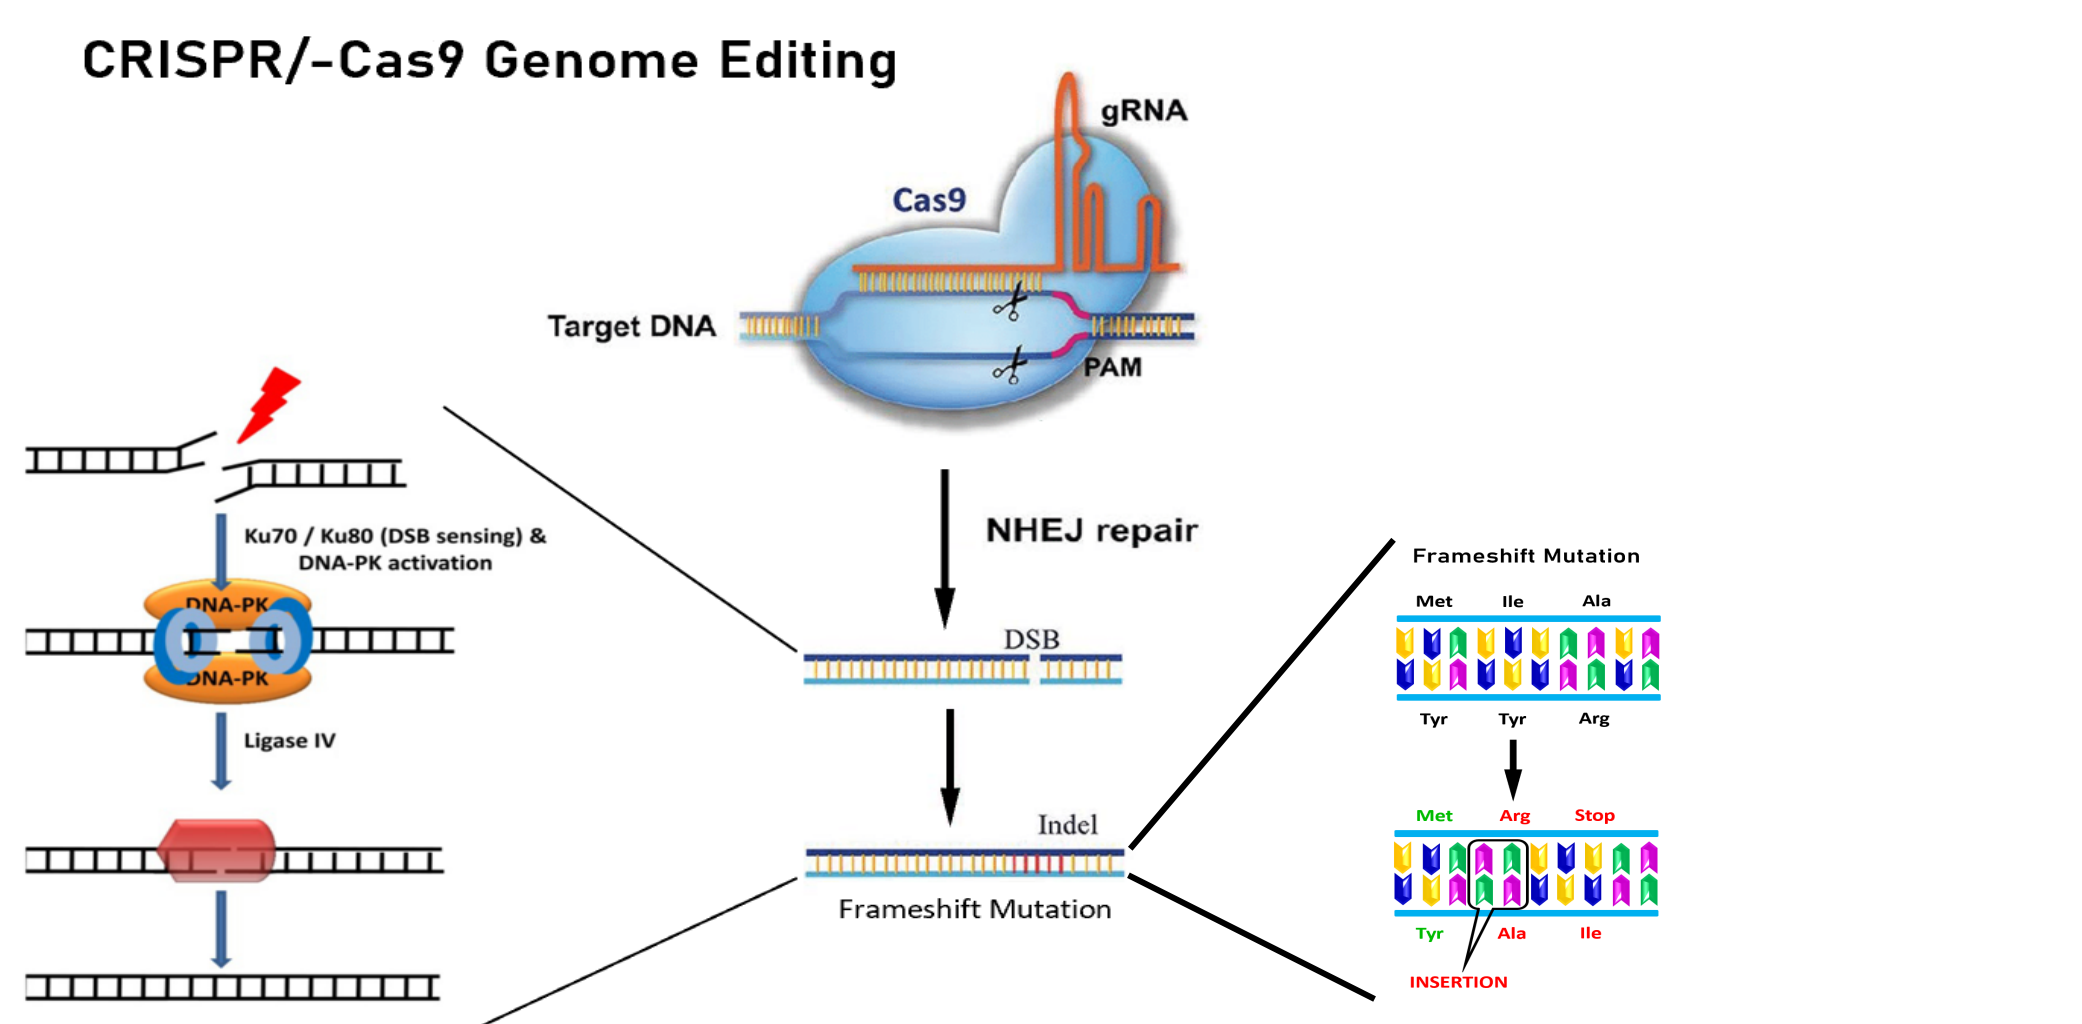 CRISPR/-Cas9 Genome Editing
gRNA
Cas9
Target DNA
PAM
NHEJ repair
DSB
Indel
Frameshift Mutation
Ku70 / Ku80 (DSB sensing) &
DNA-PK activation
DNA-PK
DNA-PK
Ligase IV
Frameshift Mutation
Met Ile Ala
Tyr Tyr Arg
Met Arg Stop
Tyr Ala Ile
INSERTION